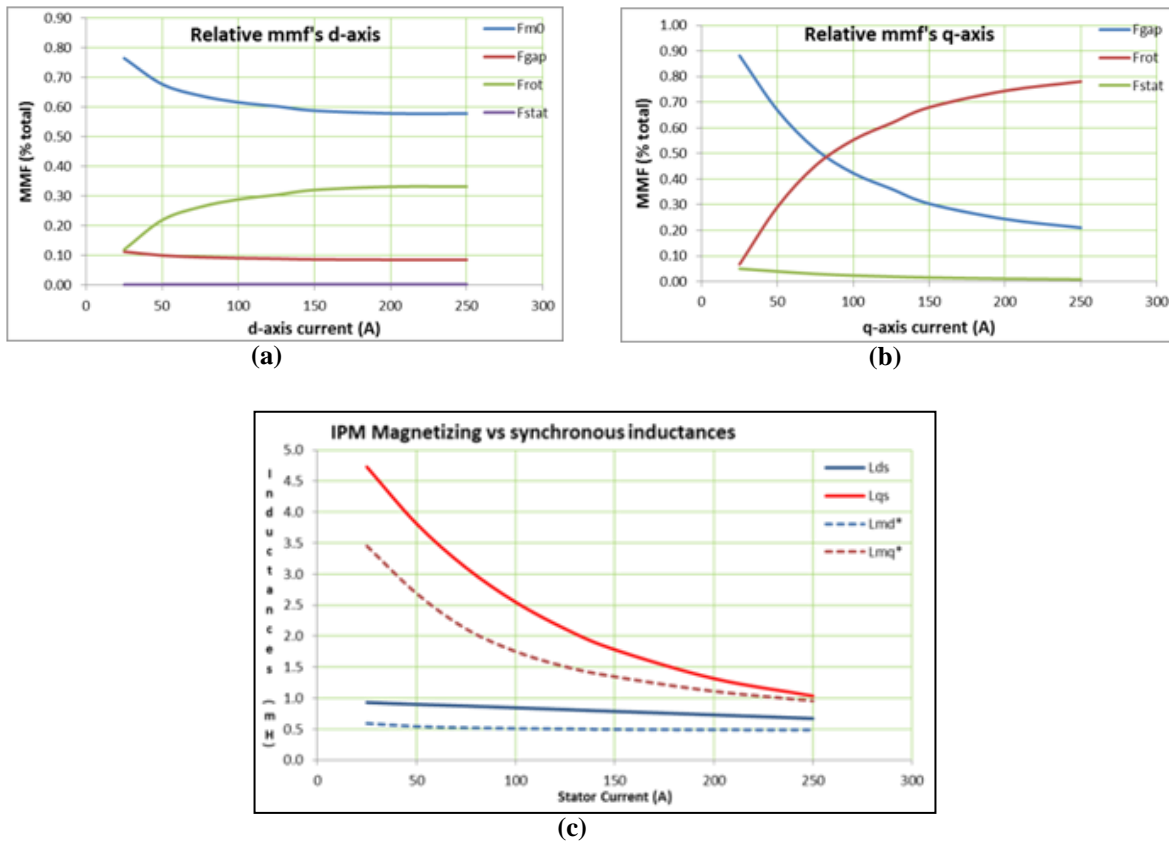 Relative mmf's d-axis
0.90
0.80
0.70
0.60
0.50
0.40
0.30
0.20
0.10
0.00
MMF (% total)
0
50
100
150
200
250
300
d-axis current (A)
Fm0
Fgap
Frot
Fstat
(a)
Relative mmf's q-axis
1.00
0.90
0.80
0.70
0.60
0.50
0.40
0.30
0.20
0.10
0.00
MMF (% total)
0
50
100
150
200
250
300
q-axis current (A)
Fgap
Frot
Fstat
(b)
IPM Magnetizing vs synchronous inductances
Inductances (mH)
5.0
4.5
4.0
3.5
3.0
2.5
2.0
1.5
1.0
0.5
0.0
0
50
100
150
200
250
300
Stator Current (A)
Lds
Lqs
Lmd*
Lmq*
(c)